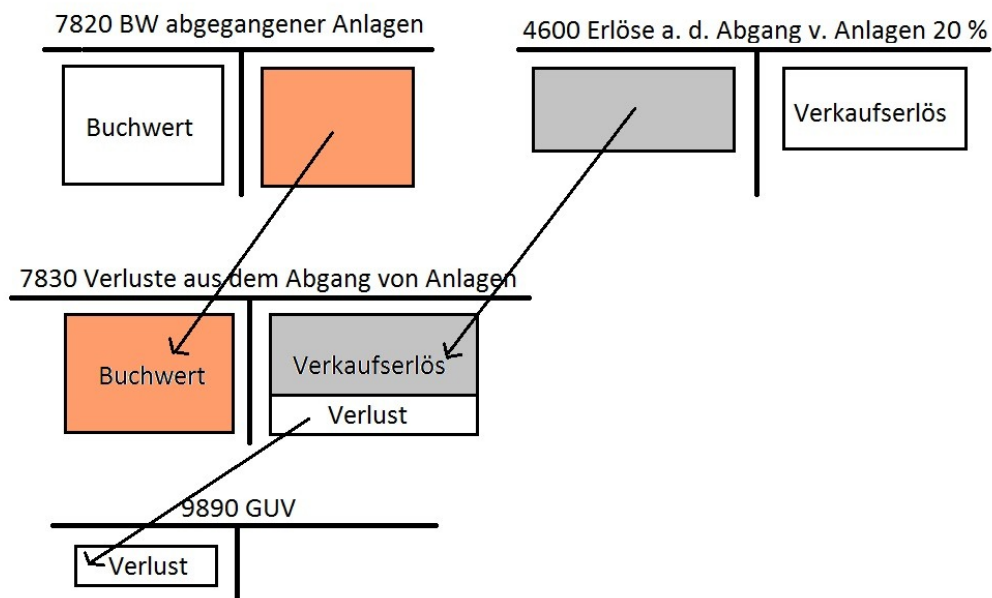 7820 BW abgegangener Anlagen
4600 Erlöse a. d. Abgang v. Anlagen 20 %
Buchwert
Verkaufserlös
7830 Verluste aus dem Abgang von Anlagen
Buchwert
Verkaufserlös
Verlust
9890 GUV
Verlust